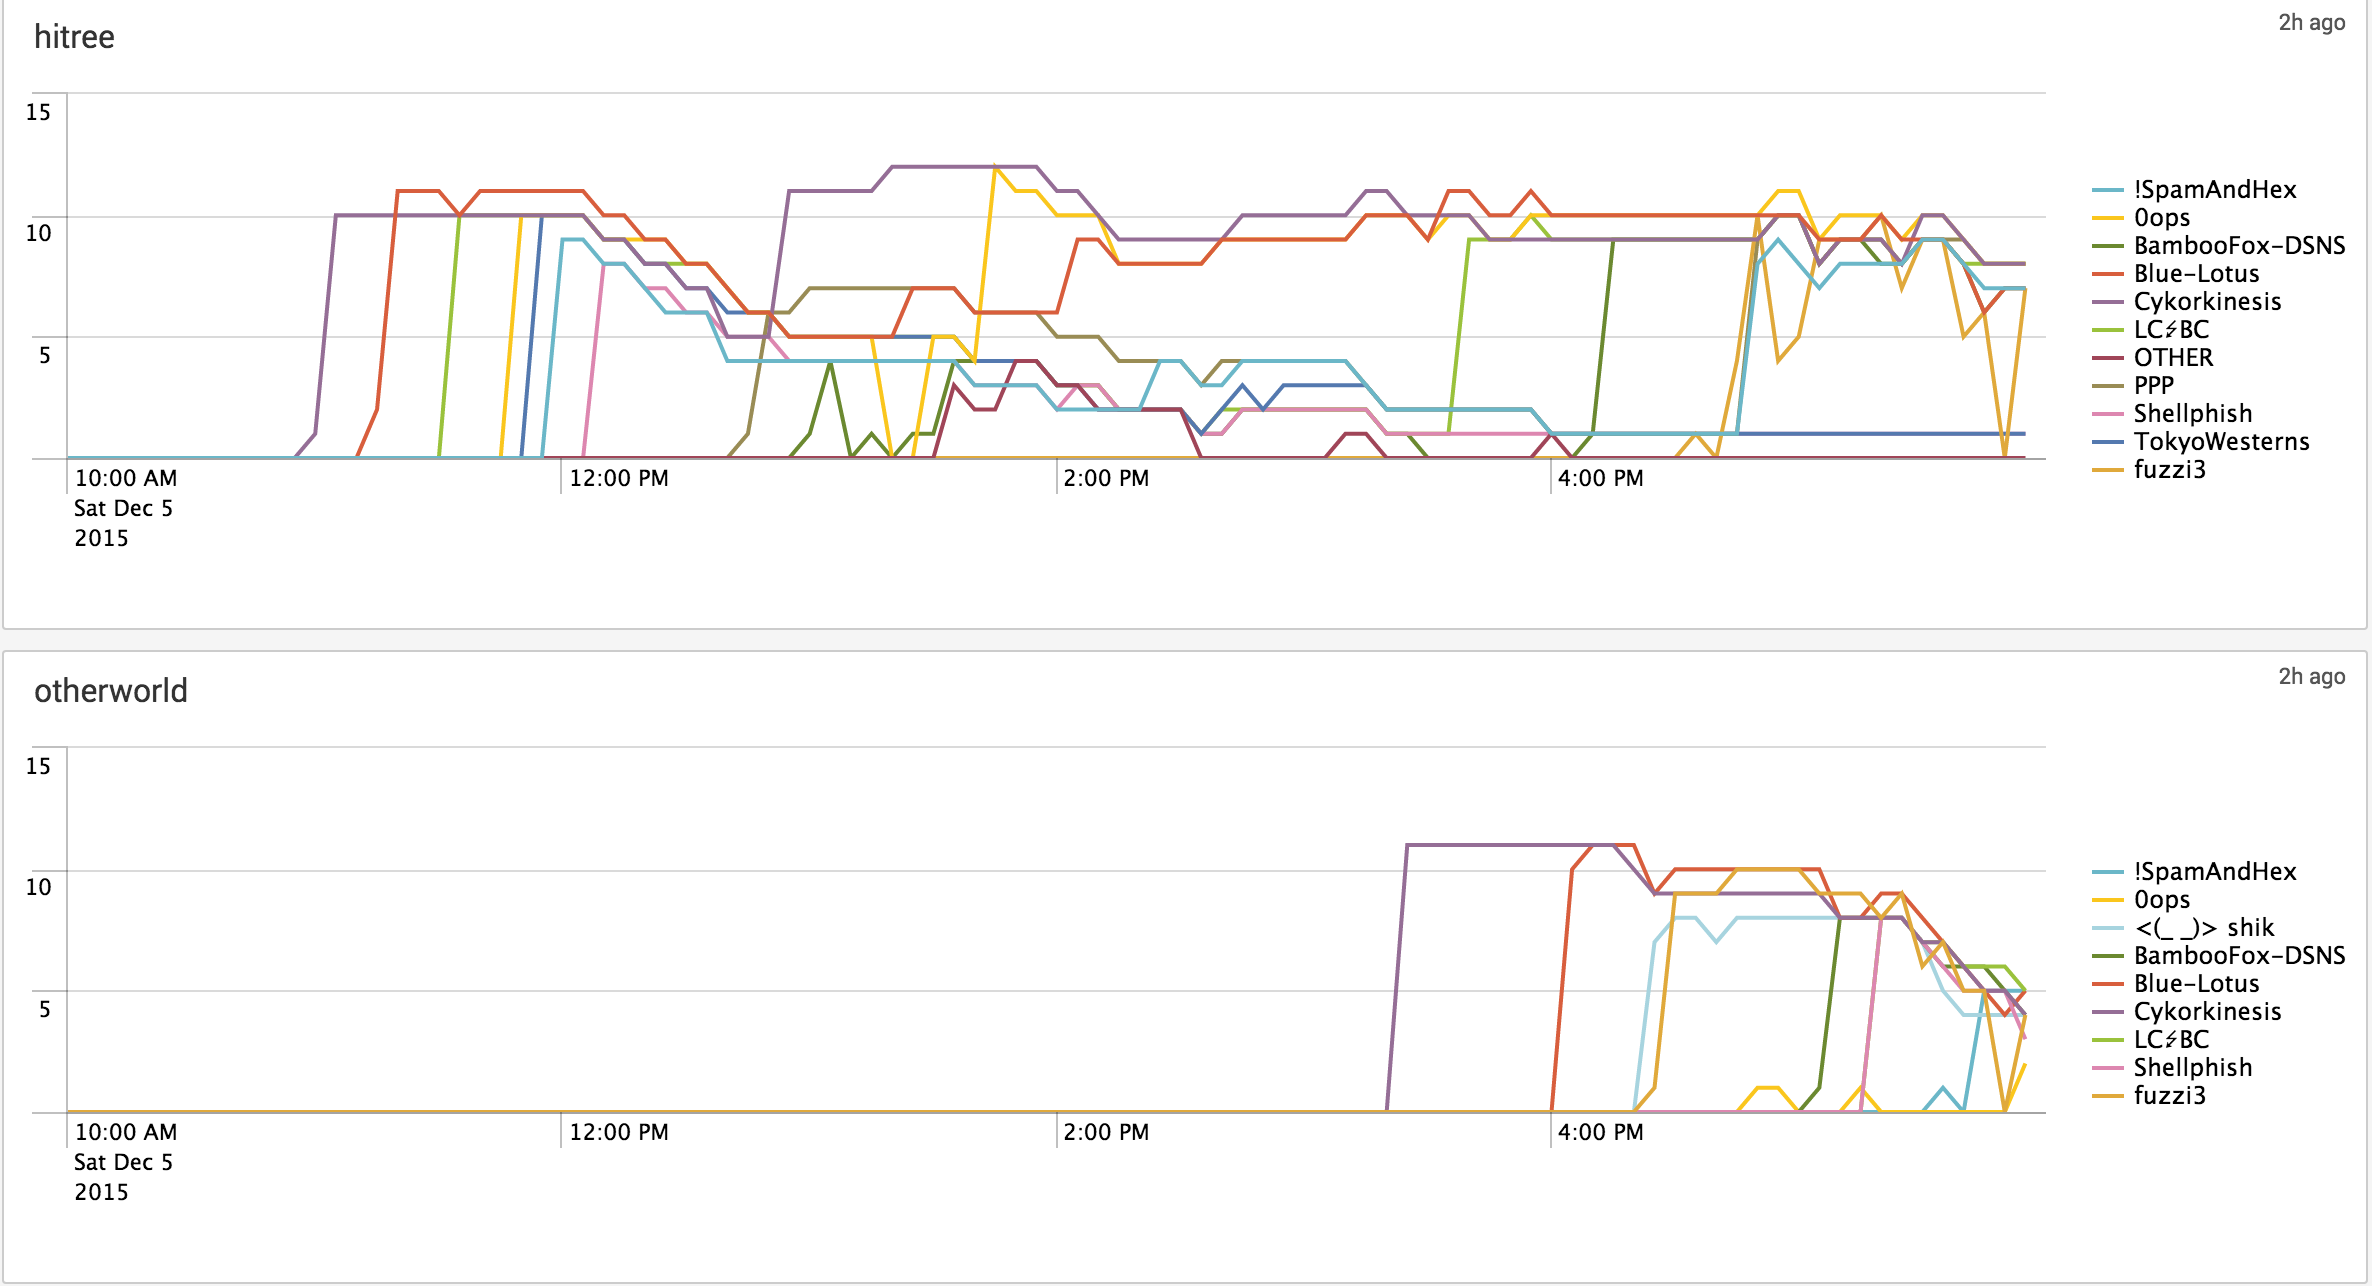 hitree
2h ago
15
10
5
10:00 AM
Sat Dec 5
2015
12:00 PM
2:00 PM
4:00 PM
!SpamAndHex
0ops
BambooFox-DSNS
Blue-Lotus
Cykorkinesis
LC⚡BC
OTHER
PPP
Shellphish
TokyoWesterns
fuzzi3
otherworld
2h ago
15
10
5
10:00 AM
Sat Dec 5
2015
12:00 PM
2:00 PM
4:00 PM
!SpamAndHex
0ops
<(_ _)> shik
BambooFox-DSNS
Blue-Lotus
Cykorkinesis
LC⚡BC
Shellphish
fuzzi3